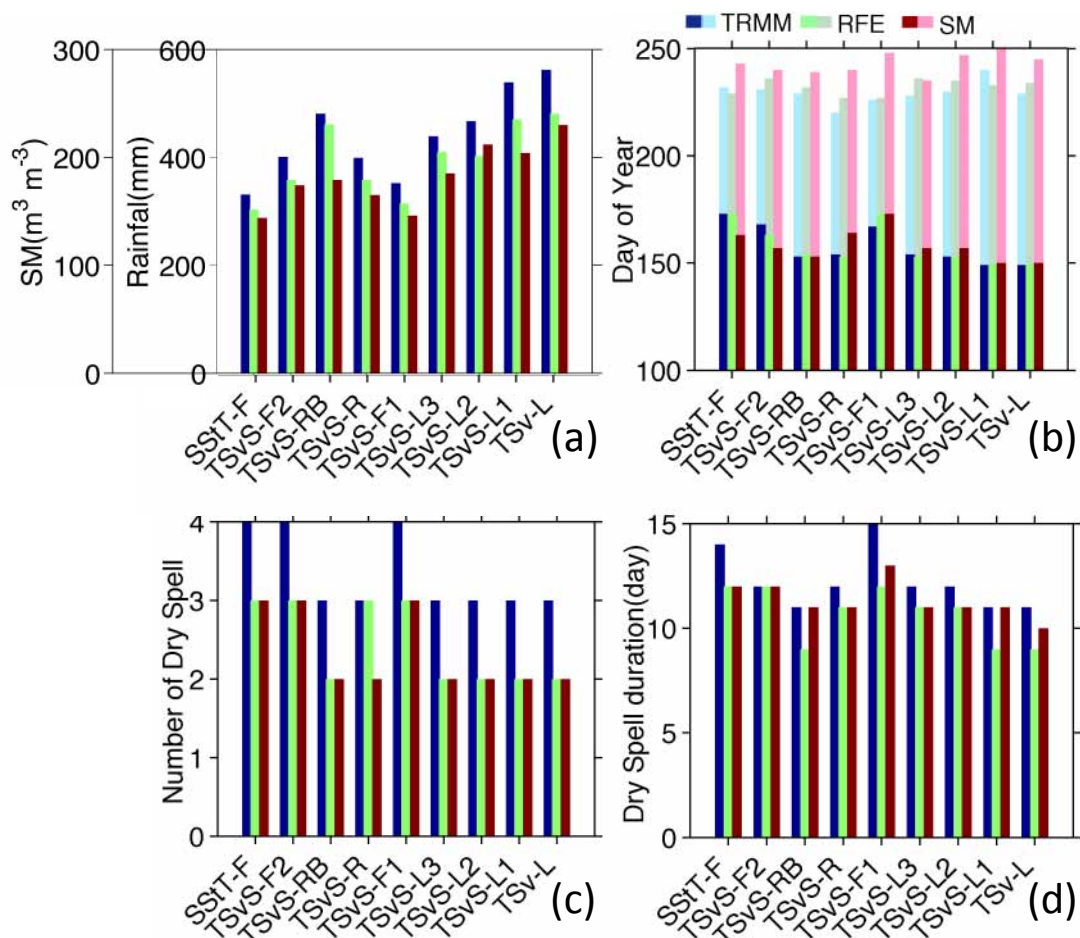 TRMM RFE SM
300 600
200 400
100 400
0 0
SM(m³ m⁻³)
Rainfal(mm)
SStT-F
TSvS-F2
TSvS-RB
TSvS-R
TSvS-F1
TSvS-L3
TSvS-L2
TSvS-L1
TSv-L
(a)
250
200
150
100
Day of Year
SStT-F
TSvS-F2
TSvS-RB
TSvS-R
TSvS-F1
TSvS-L3
TSvS-L2
TSvS-L1
TSv-L
(b)
4
3
2
1
0
Number of Dry Spell
SStT-F
TSvS-F2
TSvS-RB
TSvS-R
TSvS-F1
TSvS-L3
TSvS-L2
TSvS-L1
TSv-L
(c)
15
10
5
0
Dry Spell duration(day)
SStT-F
TSvS-F2
TSvS-RB
TSvS-R
TSvS-F1
TSvS-L3
TSvS-L2
TSvS-L1
TSv-L
(d)